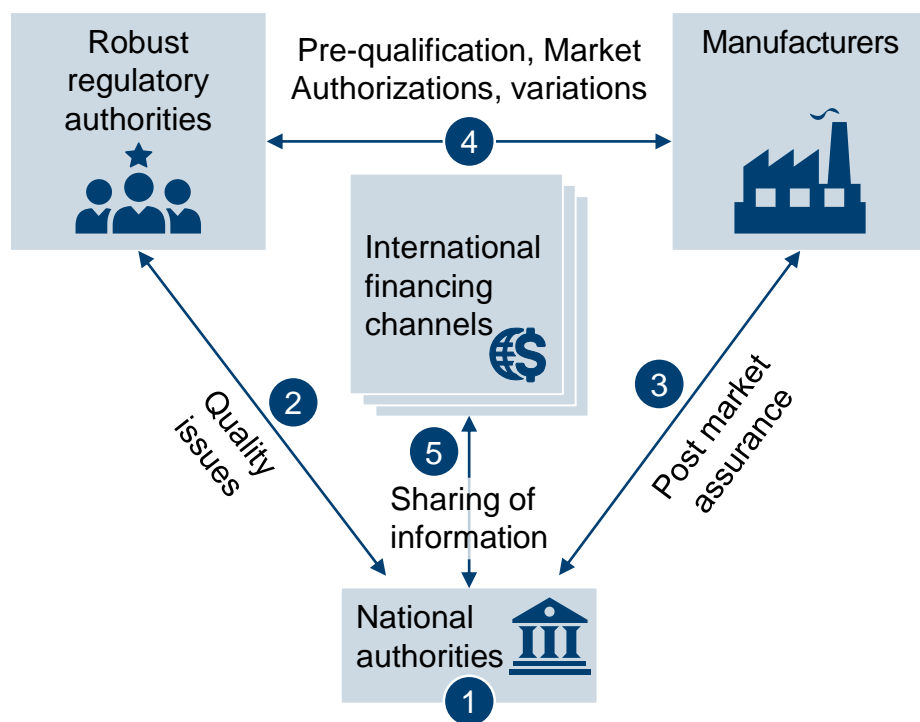 Robust
regulatory
authorities
Pre-qualification, Market
Authorizations, variations
4
Manufacturers
International
financing
channels
$
2
Quality
issues
3
Post market
assurance
5
Sharing of
information
National
authorities
1